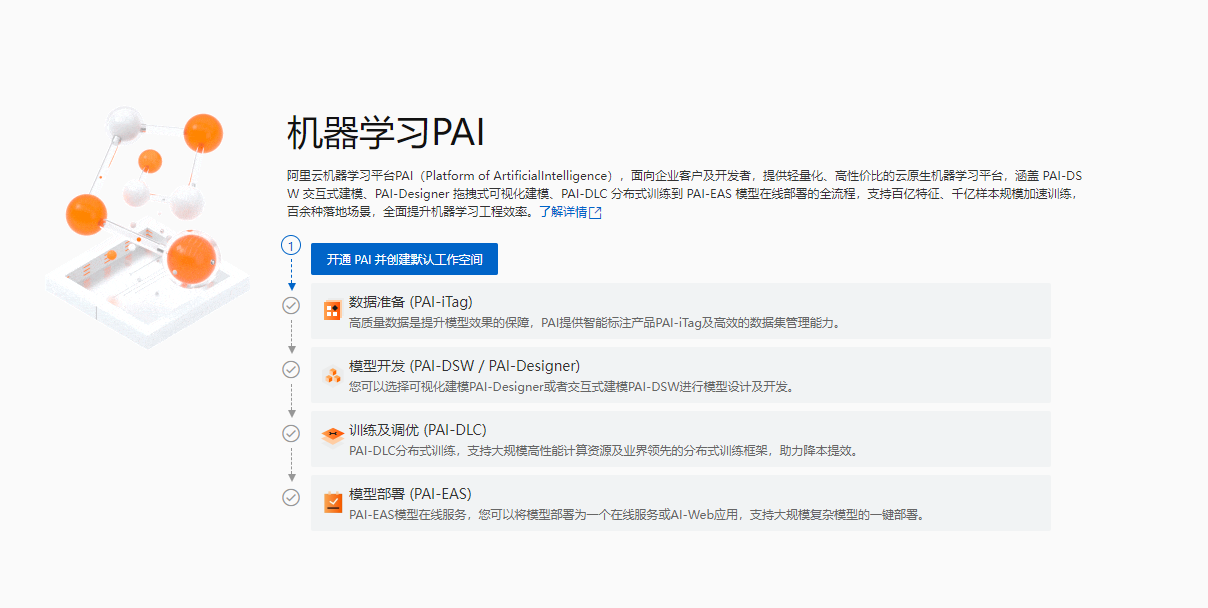 机器学习PAI
阿里云机器学习平台PAI（Platform of ArtificialIntelligence），面向企业客户及开发者，提供轻量化、高性价比的云原生机器学习平台，涵盖 PAI-DS
W 交互式建模、PAI-Designer 拖拽式可视化建模、PAI-DLC 分布式训练到 PAI-EAS 模型在线部署的全流程，支持百亿特征、千亿样本规模加速训练，
百余种落地场景，全面提升机器学习工程效率。了解详情
1
开通 PAI 并创建默认工作空间
数据准备 (PAI-iTag)
高质量数据是提升模型效果的保障，PAI提供智能标注产品PAI-iTag及高效的数据集管理能力。
模型开发 (PAI-DSW / PAI-Designer)
您可以选择可视化建模PAI-Designer或者交互式建模PAI-DSW进行模型设计及开发。
训练及调优 (PAI-DLC)
PAI-DLC分布式训练，支持大规模高性能计算资源及业界领先的分布式训练框架，助力降本提效。
模型部署 (PAI-EAS)
PAI-EAS模型在线服务，您可以将模型部署为一个在线服务或AI-Web应用，支持大规模复杂模型的一键部署。